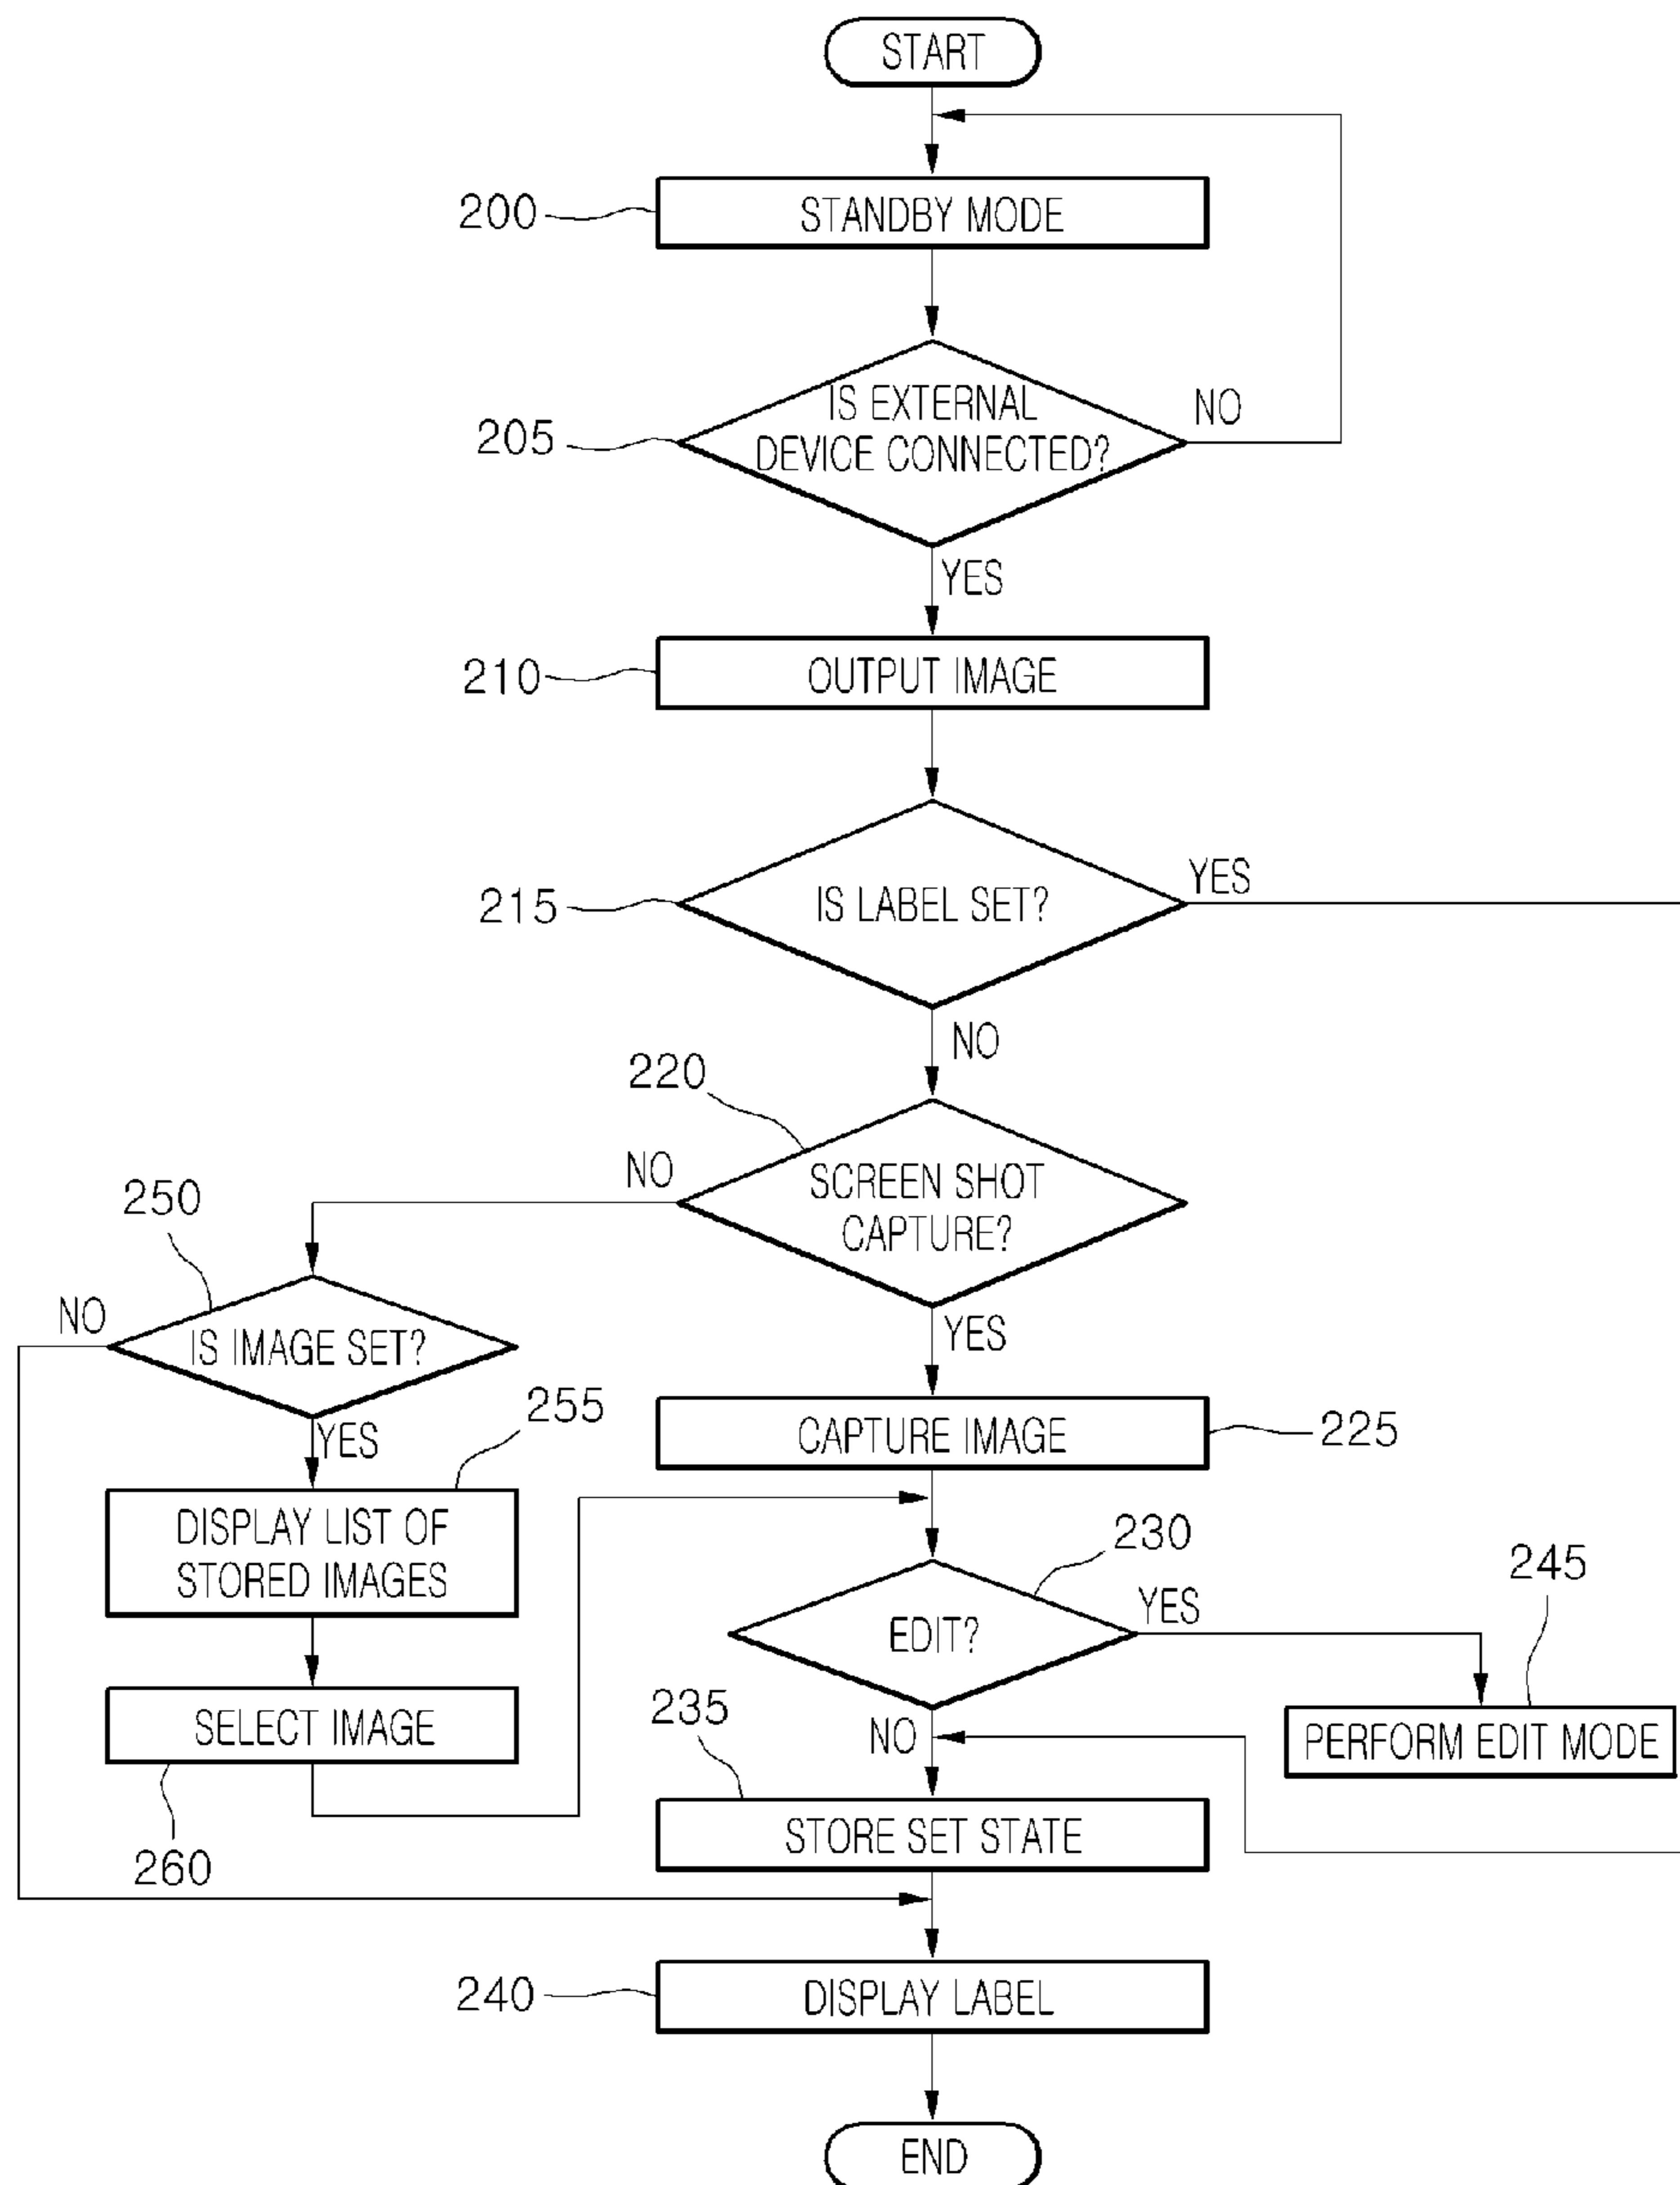 START
200
STANDBY MODE
IS EXTERNAL
DEVICE CONNECTED?
NO
205
YES
210
OUTPUT IMAGE
215
IS LABEL SET?
YES
NO
220
NO
SCREEN SHOT
CAPTURE?
250
NO
IS IMAGE SET?
YES
YES
255
CAPTURE IMAGE
225
DISPLAY LIST OF
STORED IMAGES
230
EDIT?
YES
245
SELECT IMAGE
235
NO
PERFORM EDIT MODE
260
STORE SET STATE
240
DISPLAY LABEL
END